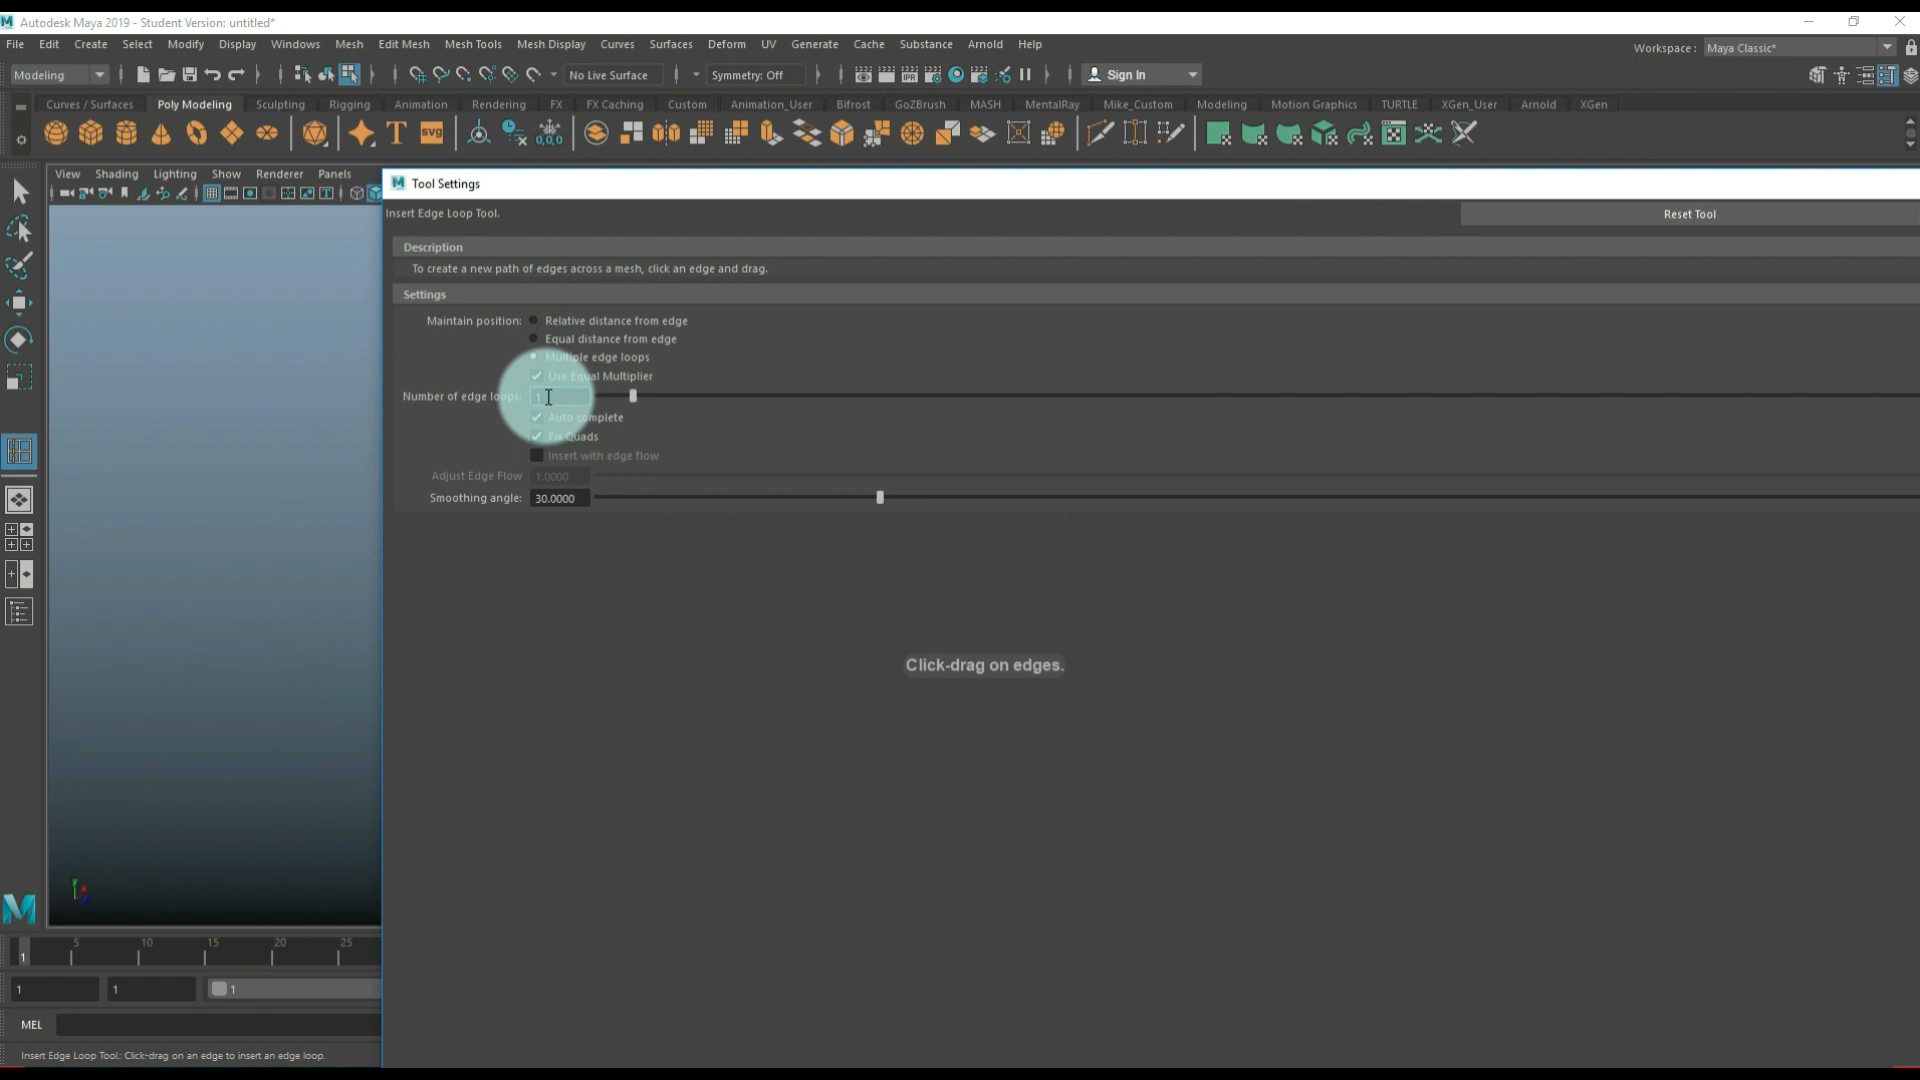 Autodesk Maya 2019 - Student Version: untitled*
File Edit Create Select Modify Display Windows Mesh Edit Mesh Mesh Tools Mesh Display Curves Surfaces Deform UV Generate Cache Substance Arnold Help
Workspace : Maya Classic*
Modeling No Live Surface Symmetry: Off Sign In
Curves / Surfaces Poly Modeling Sculpting Rigging Animation Rendering FX FX Caching Custom Animation_User Bifrost GoZBrush MASH MentalRay Mike_Custom Modeling Motion Graphics TURTLE XGen_User Arnold XGen
View Shading Lighting Show Renderer Panels
Tool Settings
Insert Edge Loop Tool.
Reset Tool
Description
To create a new path of edges across a mesh, click an edge and drag.
Settings
Maintain position: Relative distance from edge
Equal distance from edge
Multiple edge loops
Use Equal Multiplier
Number of edge loops: 1
Auto complete
Fix Quads
Insert with edge flow
Adjust Edge Flow 1.0000
Smoothing angle: 30.0000
Click-drag on edges.
1 5 10 15 20 25
1 1 1
MEL
Insert Edge Loop Tool: Click-drag on an edge to insert an edge loop.